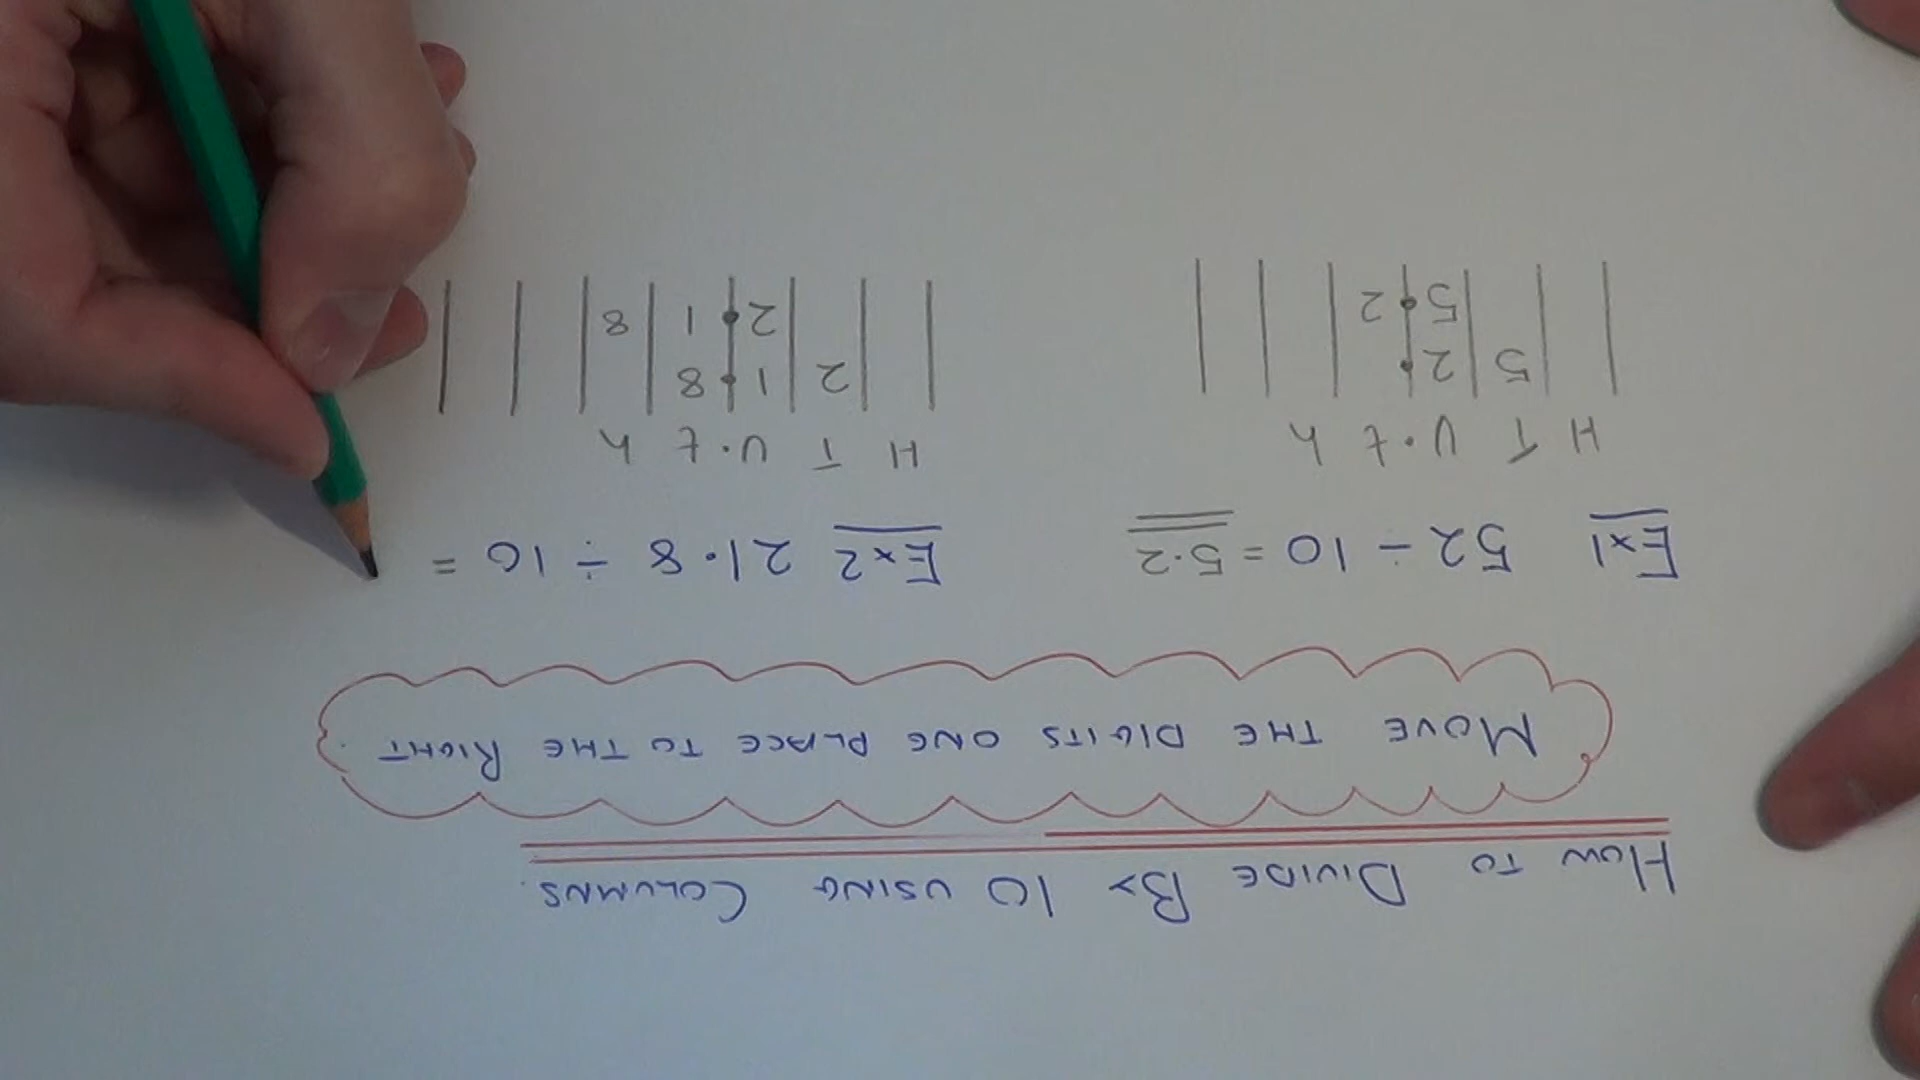 HOW TO DIVIDE BY 10 USING COLUMNS.
MOVE THE DIGITS ONE PLACE TO THE RIGHT.
Ex1 52 ÷ 10 = 5.2
H T U . t h
5 2 .
5 . 2
Ex2 21.8 ÷ 10 =
H T U . t h
2 1 . 8
2 . 1 8